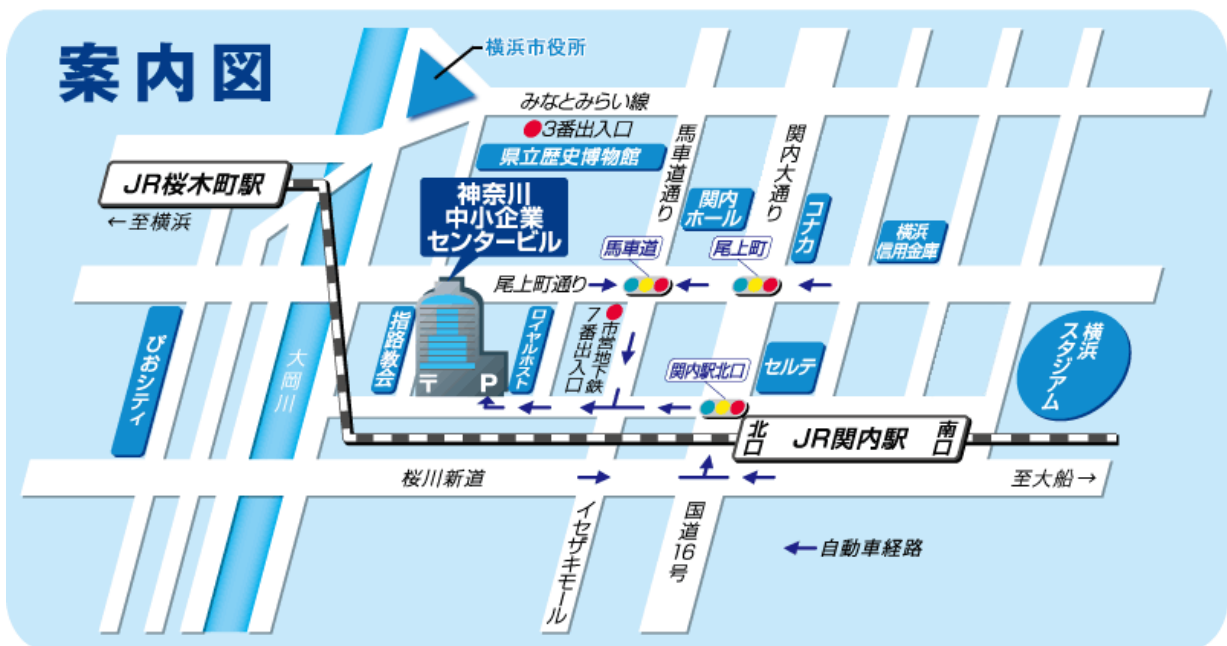 案内図
横浜市役所
みなとみらい線
3番出入口
県立歴史博物館
馬車道通り
関内大通り
JR桜木町駅
←至横浜
神奈川
中小企業
センタービル
関内
ホール
コナカ
横浜
信用金庫
馬車道
尾上町
尾上町通り
ぴおシティ
大岡川
指路教会
〒
P
ロイヤルホスト
市営地下鉄
7番出入口
関内駅北口
セルテ
横浜
スタジアム
北口
JR関内駅
南口
桜川新道
至大船→
イセザキモール
国道16号
自動車経路